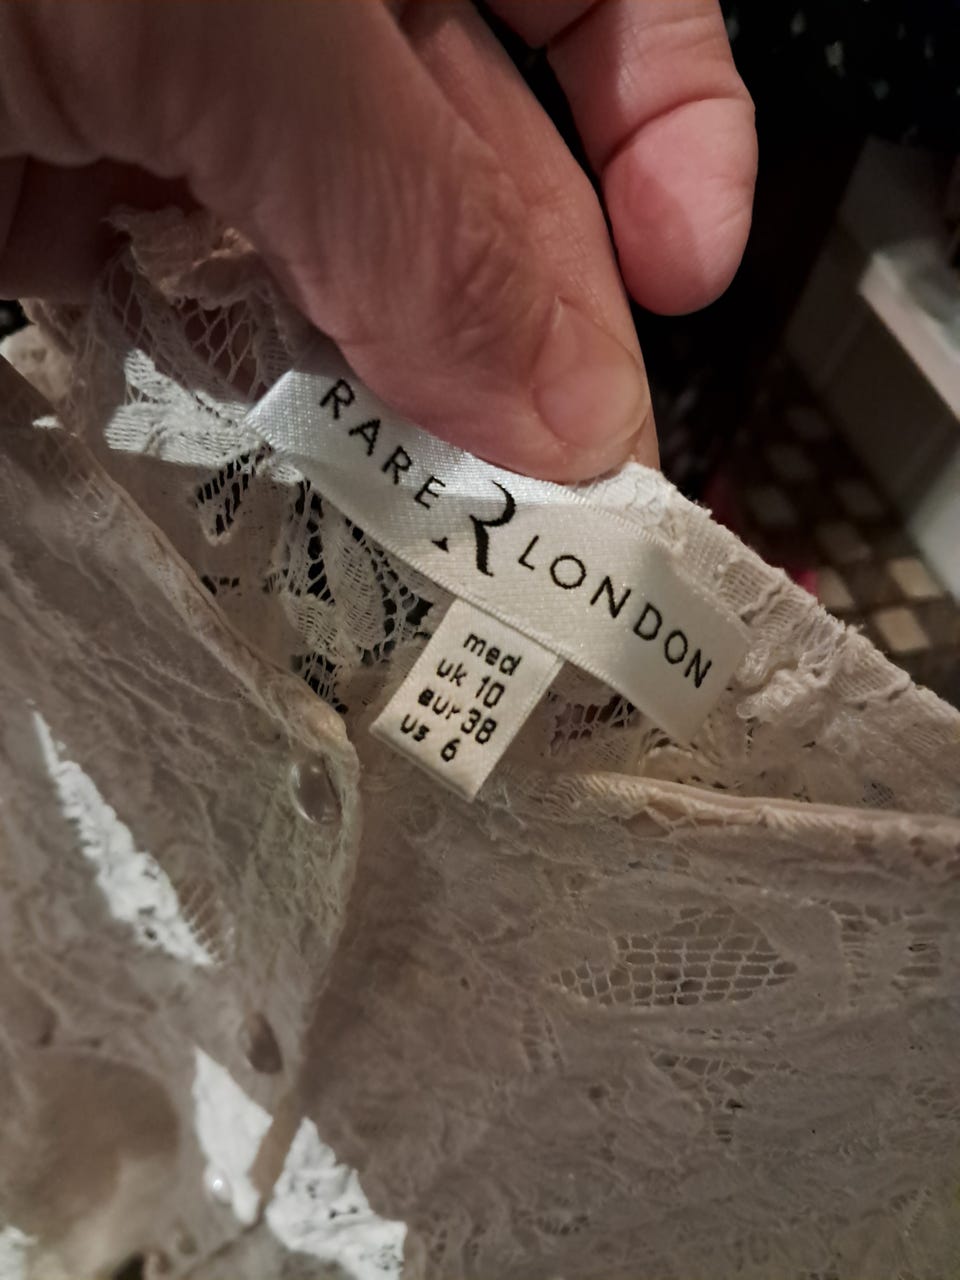 RARE R LONDON
med
uk 10
eur 38
us 6